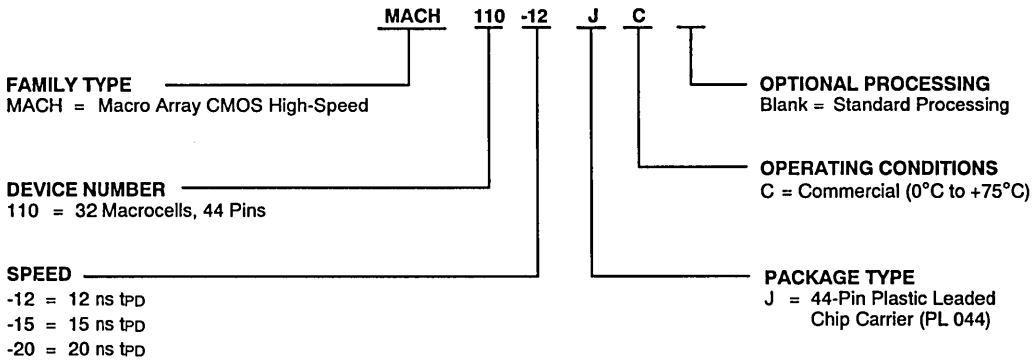 MACH 110 -12 J C
FAMILY TYPE
MACH = Macro Array CMOS High-Speed
DEVICE NUMBER
110 = 32 Macrocells, 44 Pins
SPEED
-12 = 12 ns tPD
-15 = 15 ns tPD
-20 = 20 ns tPD
OPTIONAL PROCESSING
Blank = Standard Processing
OPERATING CONDITIONS
C = Commercial (0°C to +75°C)
PACKAGE TYPE
J = 44-Pin Plastic Leaded
Chip Carrier (PL 044)